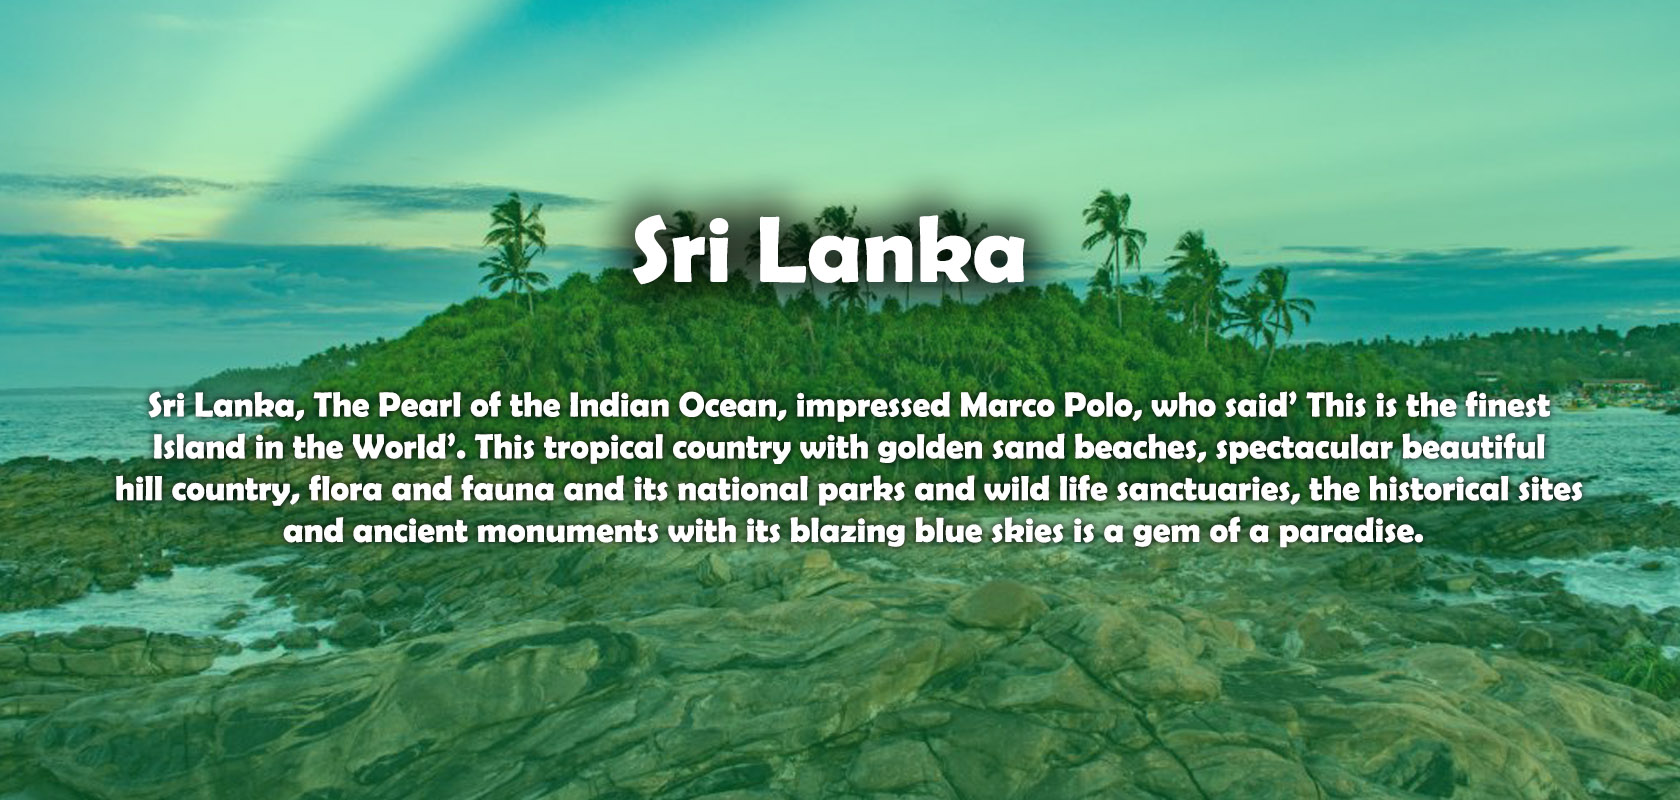 Sri Lanka
Sri Lanka, The Pearl of the Indian Ocean, impressed Marco Polo, who said’ This is the finest
Island in the World’. This tropical country with golden sand beaches, spectacular beautiful
hill country, flora and fauna and its national parks and wild life sanctuaries, the historical sites
and ancient monuments with its blazing blue skies is a gem of a paradise.